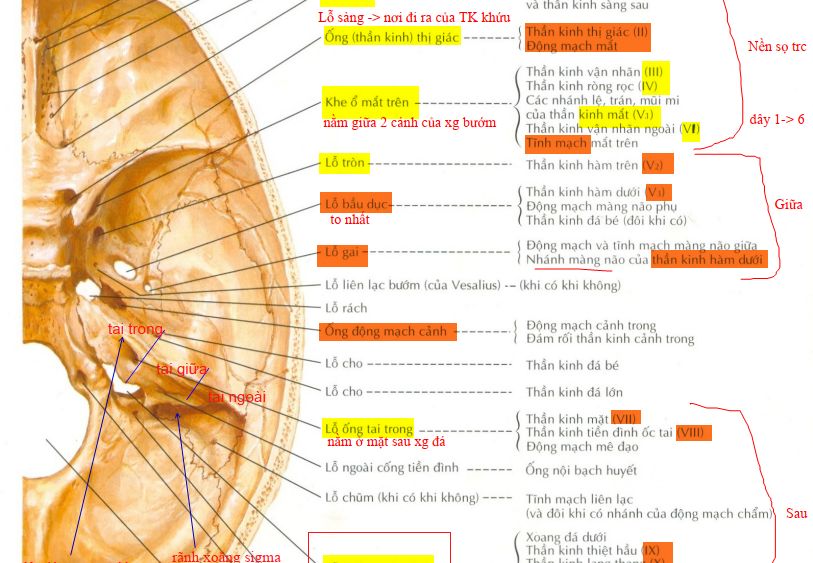 và thần kinh sàng sau
Lỗ sàng -> nơi đi ra của TK khứu
Ống (thần kinh) thị giác
Thần kinh thị giác (II)
Động mạch mắt
Nền sọ trc
Khe ổ mắt trên
nằm giữa 2 cánh của xg bướm
Thần kinh vận nhãn (III)
Thần kinh ròng rọc (IV)
Các nhánh lệ, trán, mũi mi
của thần kinh mắt (V₁)
Thần kinh vận nhãn ngoài (VI)
Tĩnh mạch mắt trên
dây 1-> 6
Lỗ tròn
Thần kinh hàm trên (V₂)
Lỗ bầu dục
to nhất
Thần kinh hàm dưới (V₃)
Động mạch màng não phụ
Thần kinh đá bé (đôi khi có)
Giữa
Lỗ gai
Động mạch và tĩnh mạch màng não giữa
Nhánh màng não của thần kinh hàm dưới
Lỗ liên lạc bướm (của Vesalius)
(khi có khi không)
Lỗ rách
Ống động mạch cảnh
Động mạch cảnh trong
Đám rối thần kinh cảnh trong
tai trong
Lỗ cho
Thần kinh đá bé
tai giữa
Lỗ cho
Thần kinh đá lớn
tai ngoài
Lỗ ống tai trong
nằm ở mặt sau xg đá
Thần kinh mặt (VII)
Thần kinh tiền đình ốc tai (VIII)
Động mạch mê đạo
Lỗ ngoài cống tiền đình
Ống nội bạch huyết
Lỗ chũm (khi có khi không)
Tĩnh mạch liên lạc
(và đôi khi có nhánh của động mạch chẩm)
Sau
rãnh xoang sigma
Xoang đá dưới
Thần kinh thiệt hầu (IX)
Thần kinh lang thang (X)